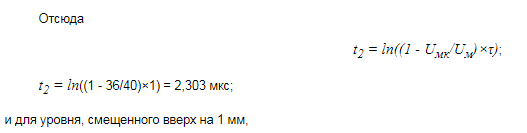 Отсюда
t₂ = ln((1 - Uмк/Uм)×τ);
t₂ = ln((1 - 36/40)×1) = 2,303 мкс;
и для уровня, смещенного вверх на 1 мм,